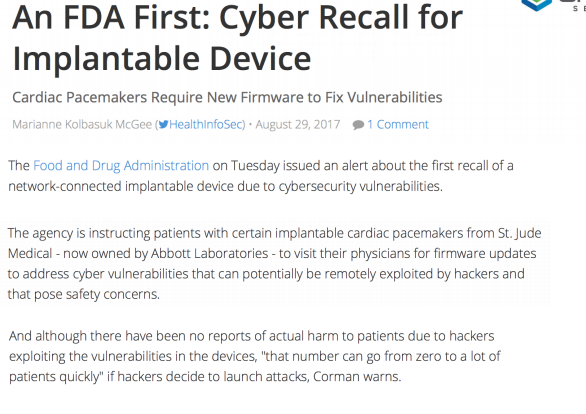 An FDA First: Cyber Recall for
Implantable Device
Cardiac Pacemakers Require New Firmware to Fix Vulnerabilities
Marianne Kolbasuk McGee (HealthInfoSec) • August 29, 2017 1 Comment
The Food and Drug Administration on Tuesday issued an alert about the first recall of a
network-connected implantable device due to cybersecurity vulnerabilities.
The agency is instructing patients with certain implantable cardiac pacemakers from St. Jude
Medical - now owned by Abbott Laboratories - to visit their physicians for firmware updates
to address cyber vulnerabilities that can potentially be remotely exploited by hackers and
that pose safety concerns.
And although there have been no reports of actual harm to patients due to hackers
exploiting the vulnerabilities in the devices, "that number can go from zero to a lot of
patients quickly" if hackers decide to launch attacks, Corman warns.